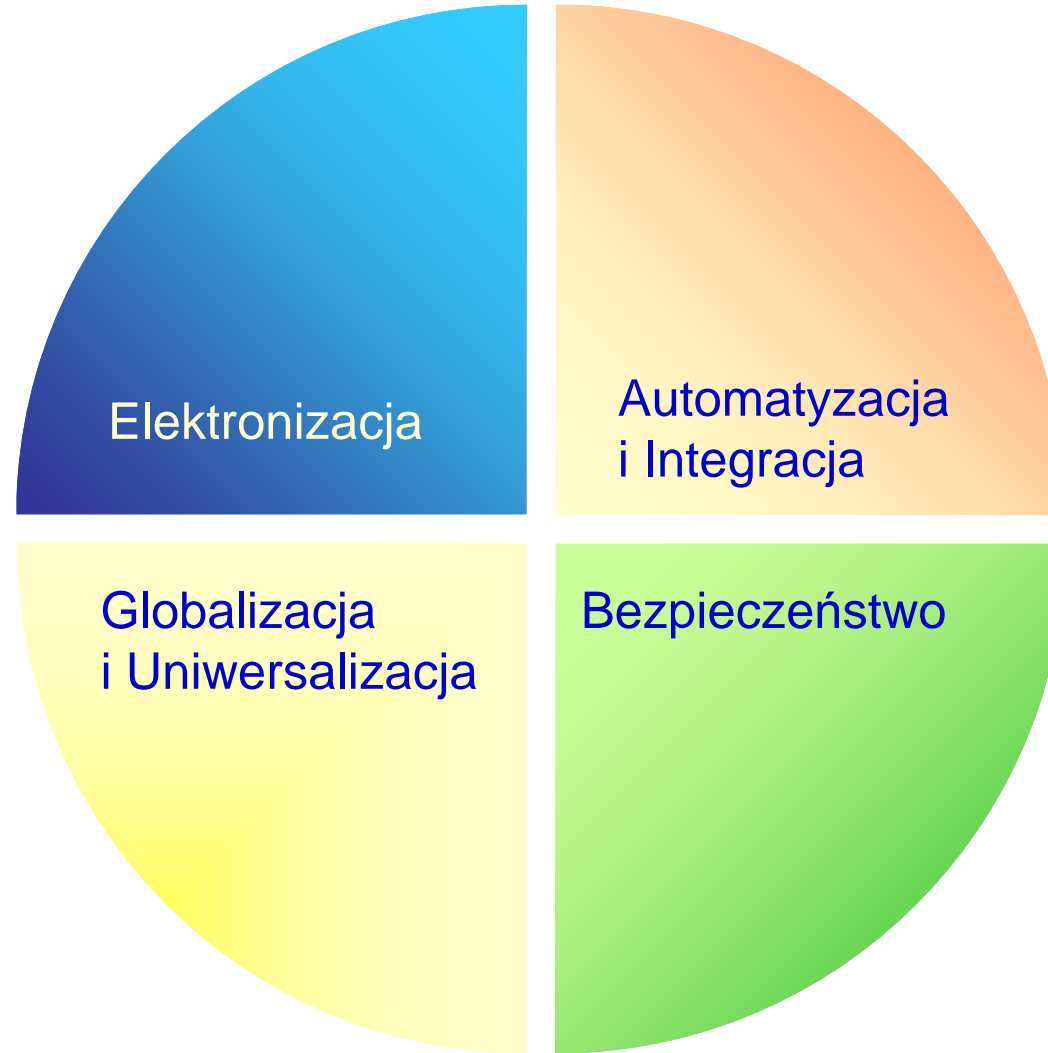 Elektronizacja
Automatyzacja
i Integracja
Globalizacja
i Uniwersalizacja
Bezpieczeństwo